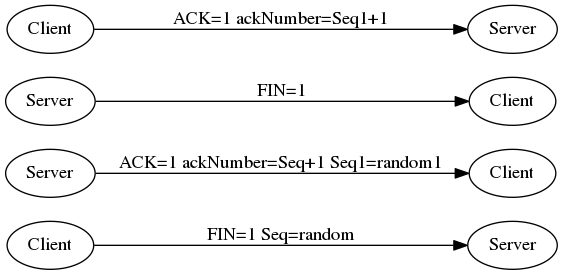 Client ACK=1 ackNumber=Seq1+1 Server
Server FIN=1 Client
Server ACK=1 ackNumber=Seq+1 Seq1=random1 Client
Client FIN=1 Seq=random Server